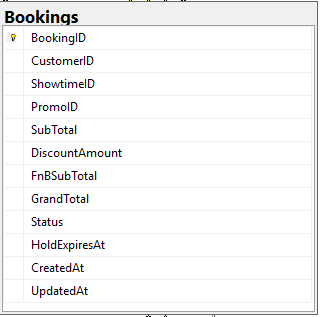 Bookings
BookingID
CustomerID
ShowtimeID
PromoID
SubTotal
DiscountAmount
FnBSubTotal
GrandTotal
Status
HoldExpiresAt
CreatedAt
UpdatedAt